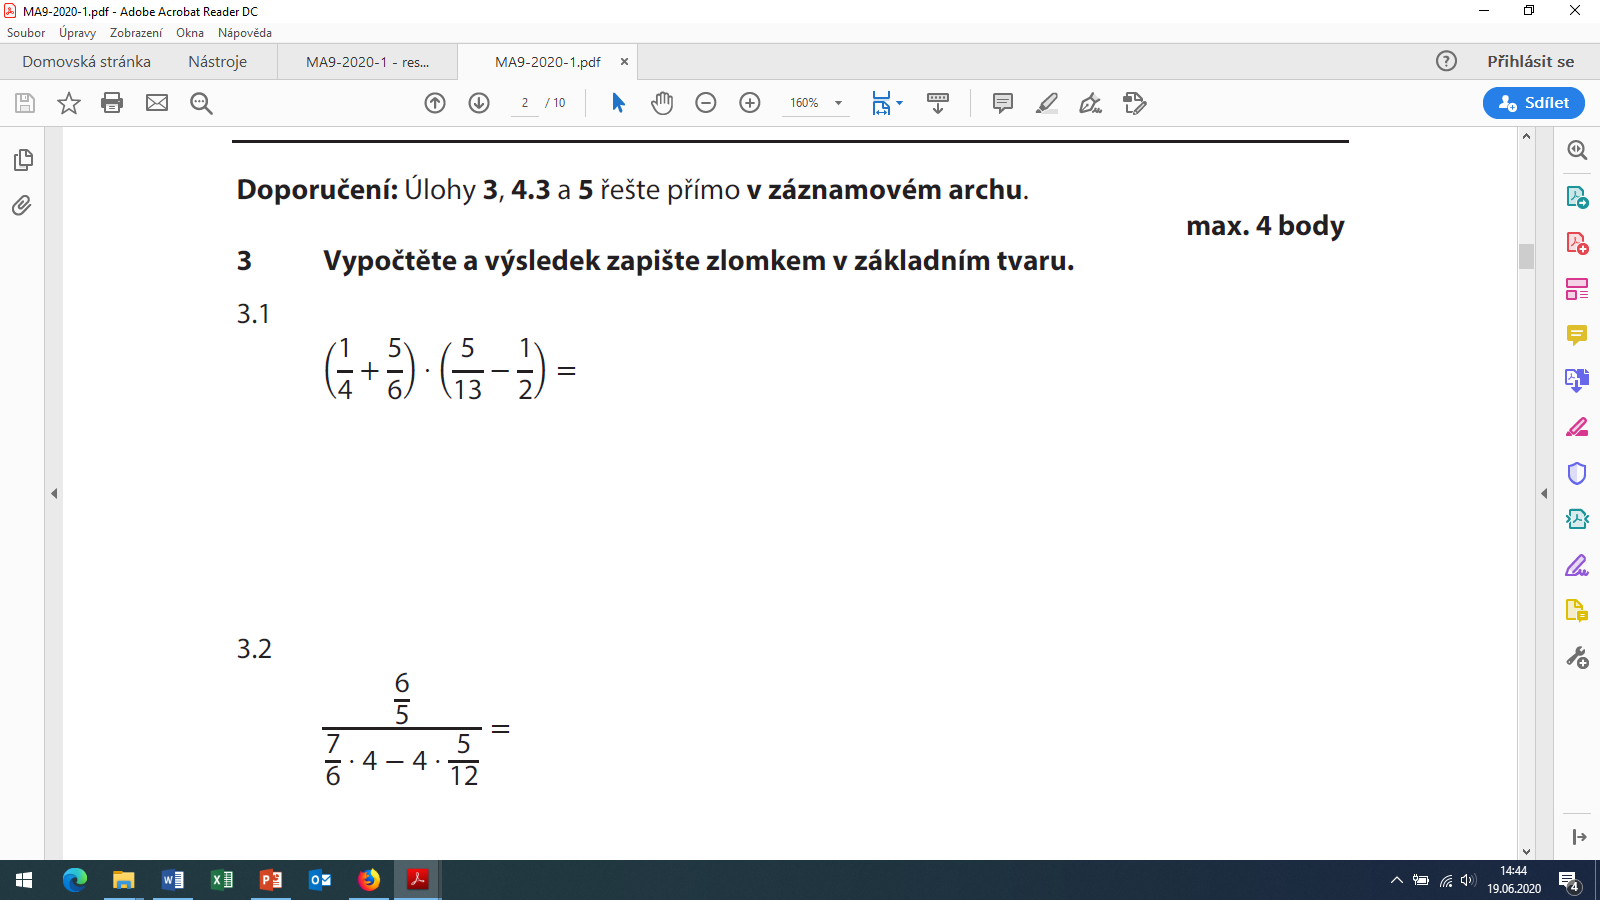 MA9-2020-1.pdf - Adobe Acrobat Reader DC
Soubor Úpravy Zobrazení Okna Nápověda
Domovská stránka Nástroje MA9-2020-1 - res... MA9-2020-1.pdf × Přihlásit se
2 / 10 160% Sdílet
Doporučení: Úlohy 3, 4.3 a 5 řešte přímo v záznamovém archu.
max. 4 body
3 Vypočtěte a výsledek zapište zlomkem v základním tvaru.
3.1
(1/4 + 5/6) · (5/13 − 1/2) =
3.2
6/5
7/6 · 4 − 4 · 5/12 =
14:44
19.06.2020
4